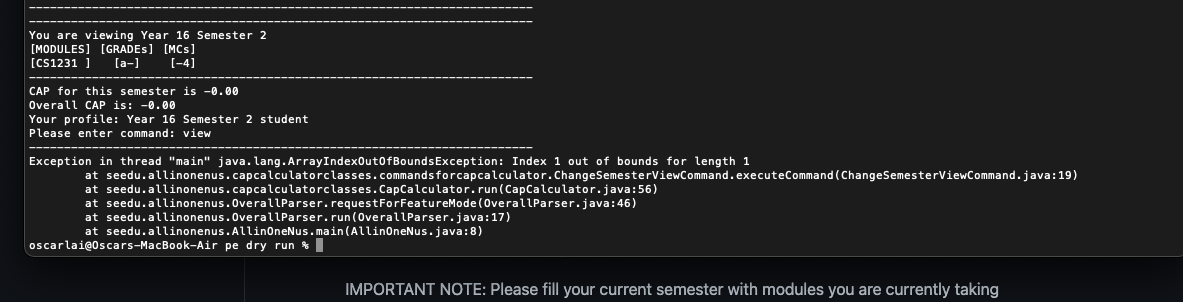 You are viewing Year 16 Semester 2
[MODULES] [GRADEs] [MCs]
[CS1231 ]   [a-]    [-4]
CAP for this semester is -0.00
Overall CAP is: -0.00
Your profile: Year 16 Semester 2 student
Please enter command: view
Exception in thread "main" java.lang.ArrayIndexOutOfBoundsException: Index 1 out of bounds for length 1
        at seedu.allinonenus.capcalculatorclasses.commandsforcapcalculator.ChangeSemesterViewCommand.executeCommand(ChangeSemesterViewCommand.java:19)
        at seedu.allinonenus.capcalculatorclasses.CapCalculator.run(CapCalculator.java:56)
        at seedu.allinonenus.OverallParser.requestForFeatureMode(OverallParser.java:46)
        at seedu.allinonenus.OverallParser.run(OverallParser.java:17)
        at seedu.allinonenus.AllinOneNus.main(AllinOneNus.java:8)
oscarlai@Oscars-MacBook-Air pe dry run %
IMPORTANT NOTE: Please fill your current semester with modules you are currently taking